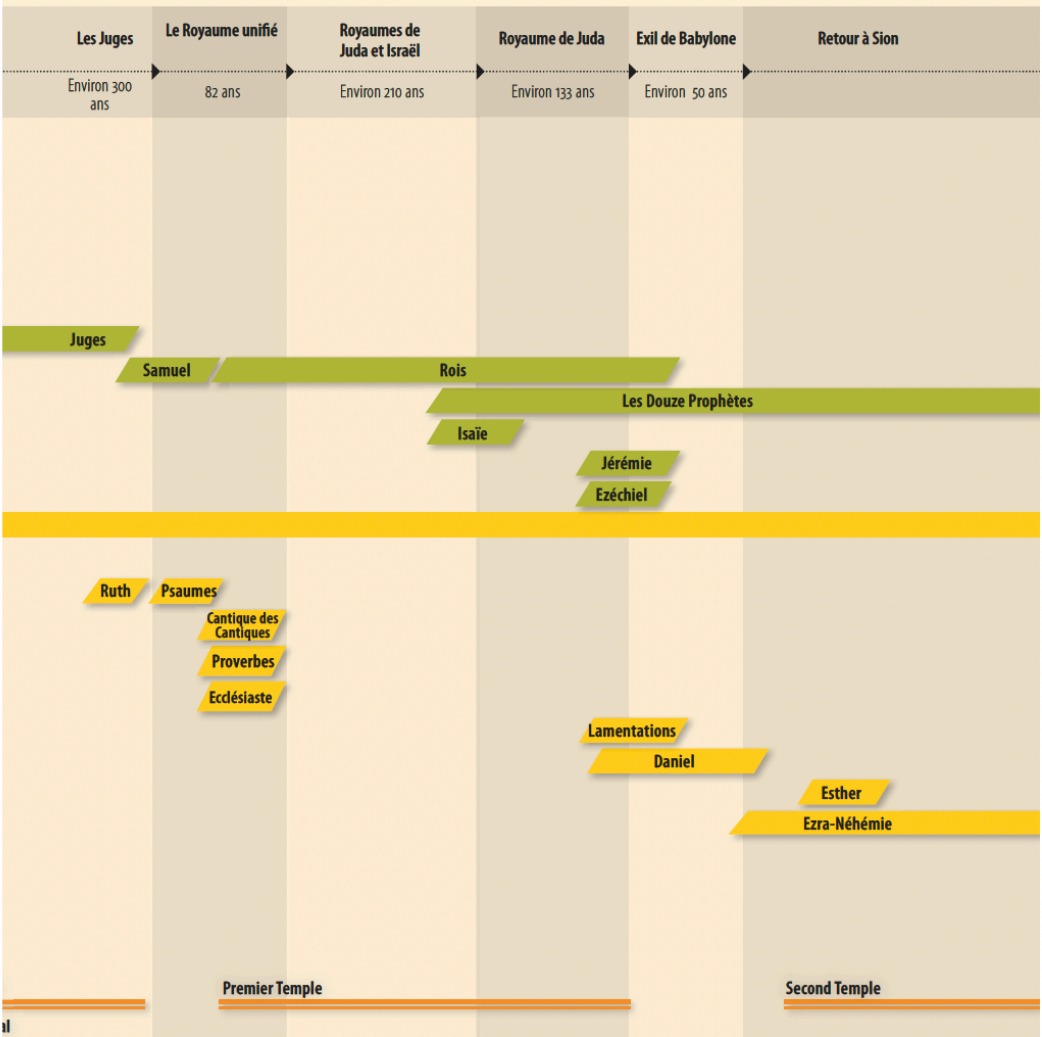 Les Juges
Le Royaume unifié
Royaumes de
Juda et Israël
Royaume de Juda
Exil de Babylone
Retour à Sion
Environ 300
ans
82 ans
Environ 210 ans
Environ 133 ans
Environ 50 ans
Juges
Samuel
Rois
Les Douze Prophètes
Isaïe
Jérémie
Ezéchiel
Ruth
Psaumes
Cantique des
Cantiques
Proverbes
Ecclésiaste
Lamentations
Daniel
Esther
Ezra-Néhémie
Premier Temple
Second Temple
al